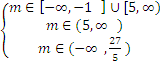 m∈[-∞,-1 ]∪[5,∞)
m∈(5,∞ )
m∈(-∞ ,27/5)